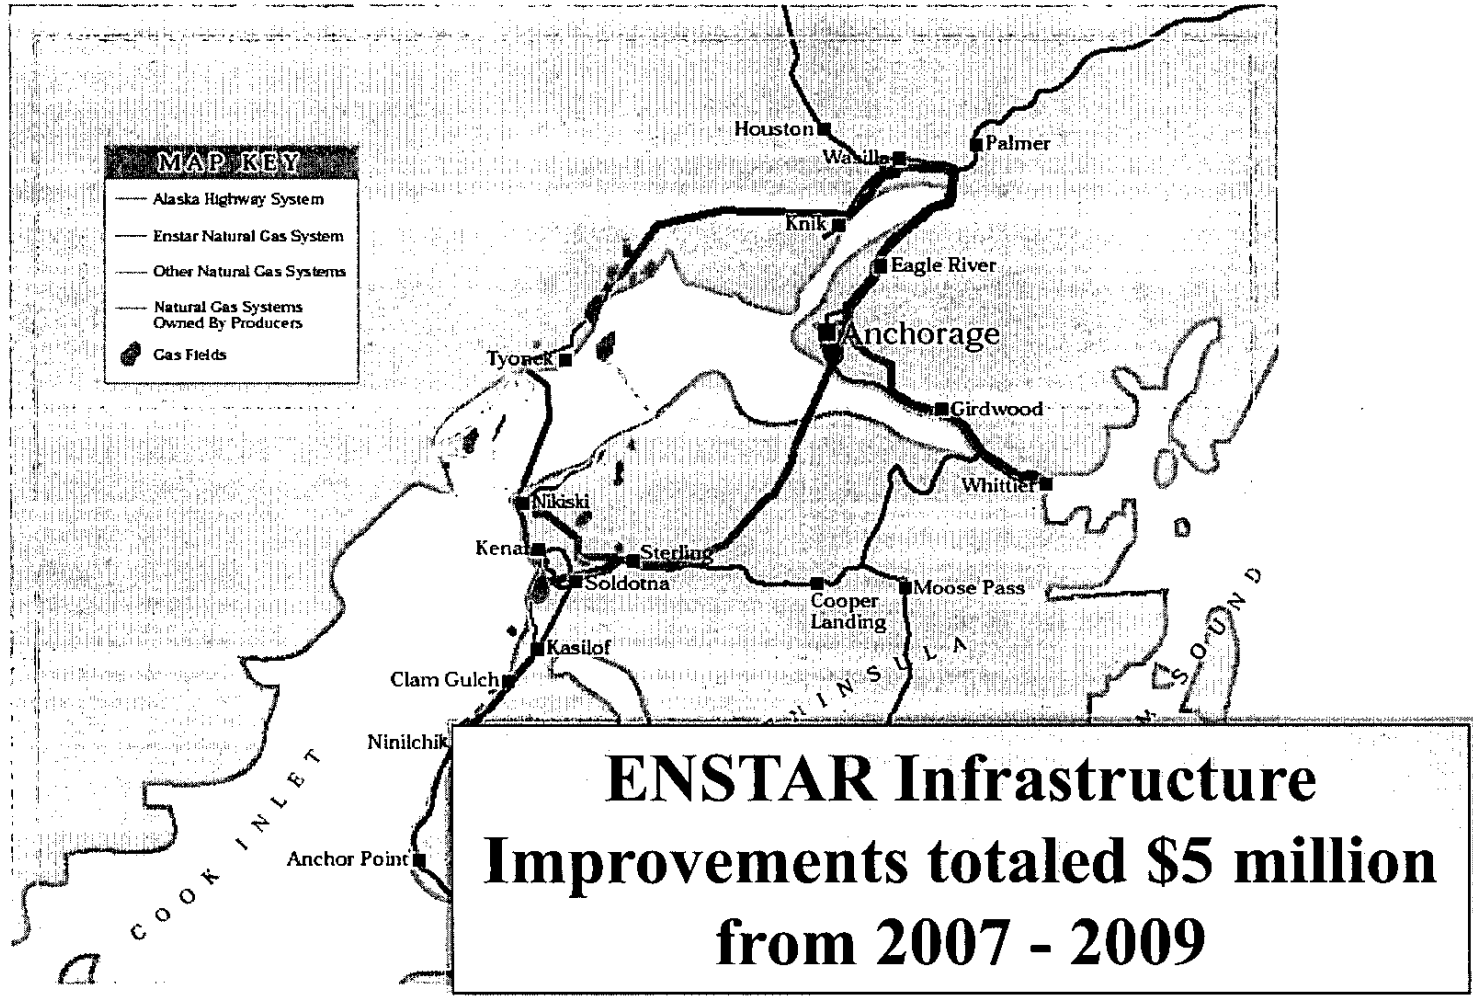 Houston
Palmer
Wasilla
MAP KEY
Alaska Highway System
Enstar Natural Gas System
Other Natural Gas Systems
Natural Gas Systems
Owned By Producers
Gas Fields
Knik
Eagle River
Anchorage
Tyonek
Girdwood
Whittier
Nikiski
Kenai
Sterling
Soldotna
Cooper
Landing
Moose Pass
Kasilof
Clam Gulch
Ninilchik
Anchor Point
COOK INLET
NINSULA
M SOUND
ENSTAR Infrastructure
Improvements totaled $5 million
from 2007 - 2009